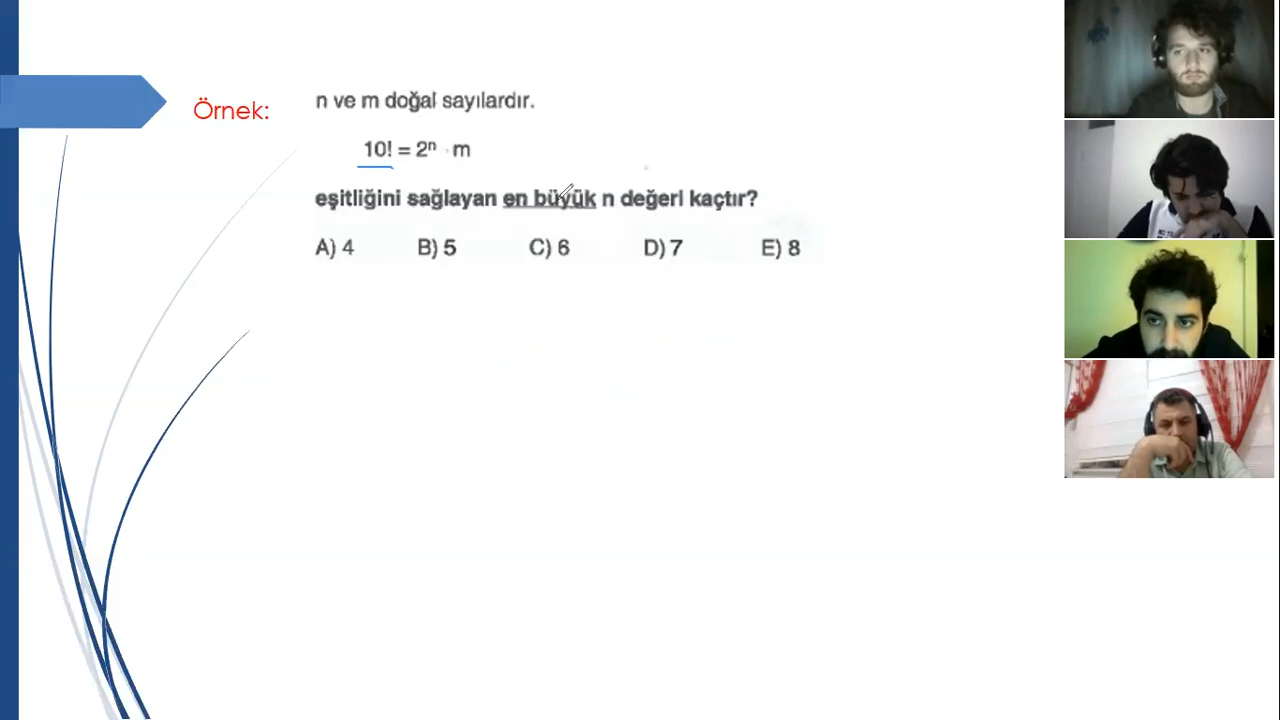 Örnek:
n ve m doğal sayılardır.
10! = 2ⁿ · m
eşitliğini sağlayan en büyük n değeri kaçtır?
A) 4 B) 5 C) 6 D) 7 E) 8